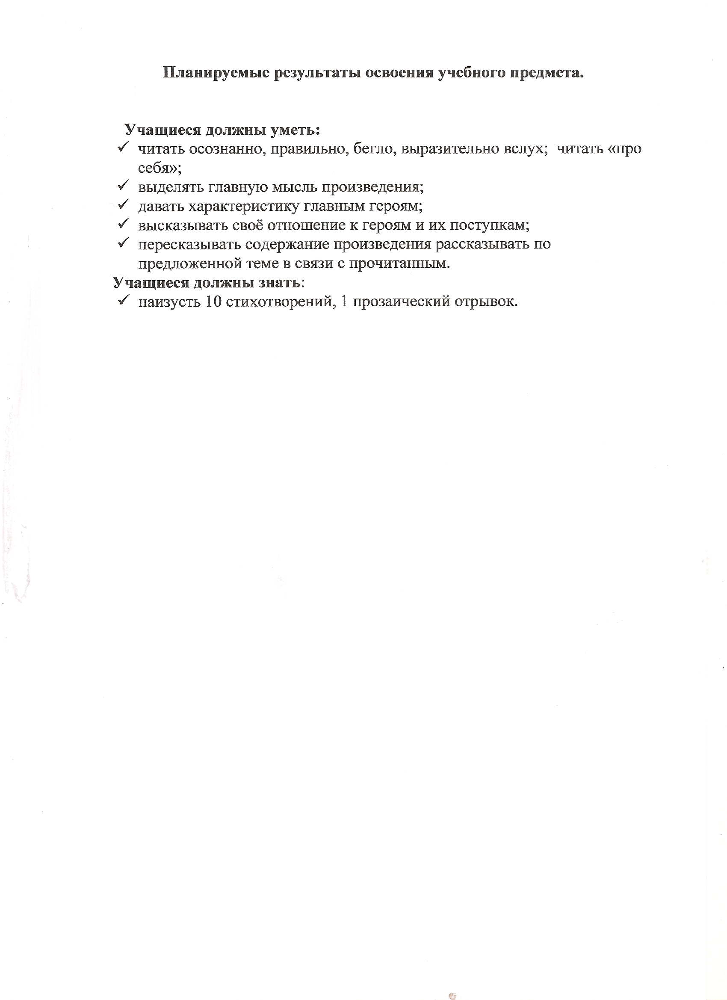 Планируемые результаты освоения учебного предмета.
Учащиеся должны уметь:
✓ читать осознанно, правильно, бегло, выразительно вслух;  читать «про
себя»;
✓ выделять главную мысль произведения;
✓ давать характеристику главным героям;
✓ высказывать своё отношение к героям и их поступкам;
✓ пересказывать содержание произведения рассказывать по
предложенной теме в связи с прочитанным.
Учащиеся должны знать:
✓ наизусть 10 стихотворений, 1 прозаический отрывок.